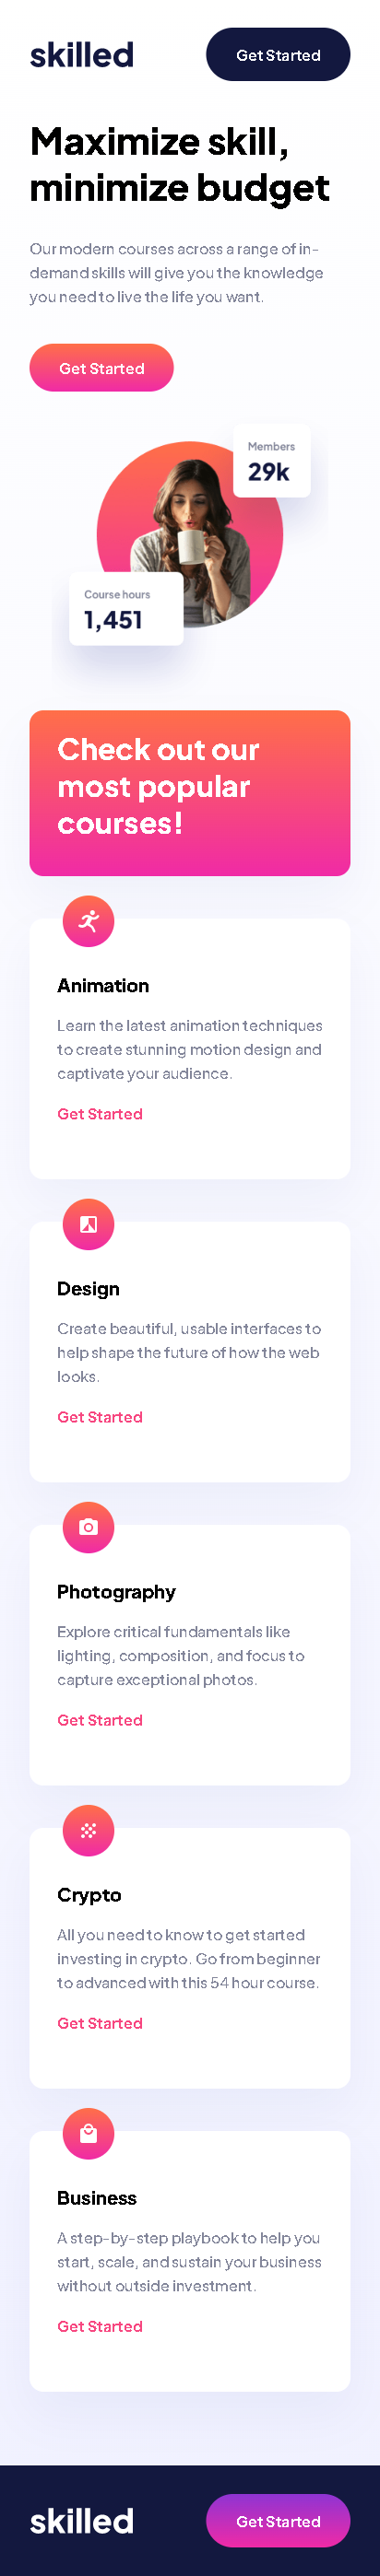 skilled
Get Started
Maximize skill,
minimize budget
Our modern courses across a range of in-
demand skills will give you the knowledge
you need to live the life you want.
Get Started
Members
29k
Course hours
1,451
Check out our
most popular
courses!
Animation
Learn the latest animation techniques
to create stunning motion design and
captivate your audience.
Get Started
Design
Create beautiful, usable interfaces to
help shape the future of how the web
looks.
Get Started
Photography
Explore critical fundamentals like
lighting, composition, and focus to
capture exceptional photos.
Get Started
Crypto
All you need to know to get started
investing in crypto. Go from beginner
to advanced with this 54 hour course.
Get Started
Business
A step-by-step playbook to help you
start, scale, and sustain your business
without outside investment.
Get Started
skilled
Get Started